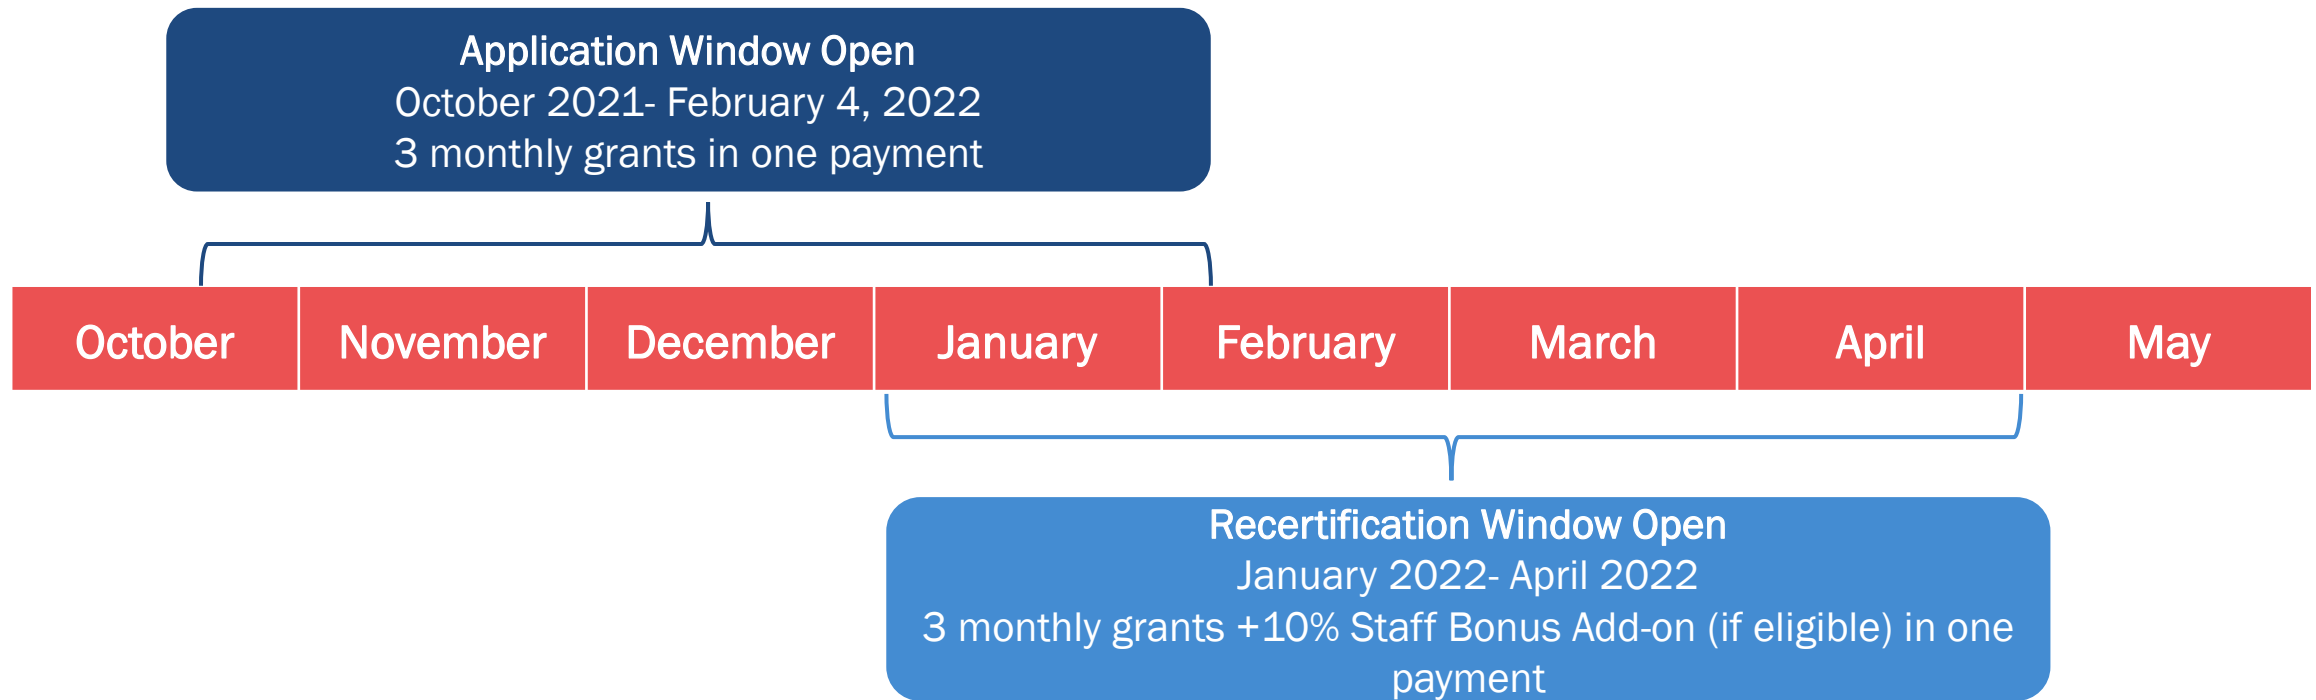 Application Window Open
October 2021- February 4, 2022
3 monthly grants in one payment
October November December January February March April May
Recertification Window Open
January 2022- April 2022
3 monthly grants +10% Staff Bonus Add-on (if eligible) in one
payment